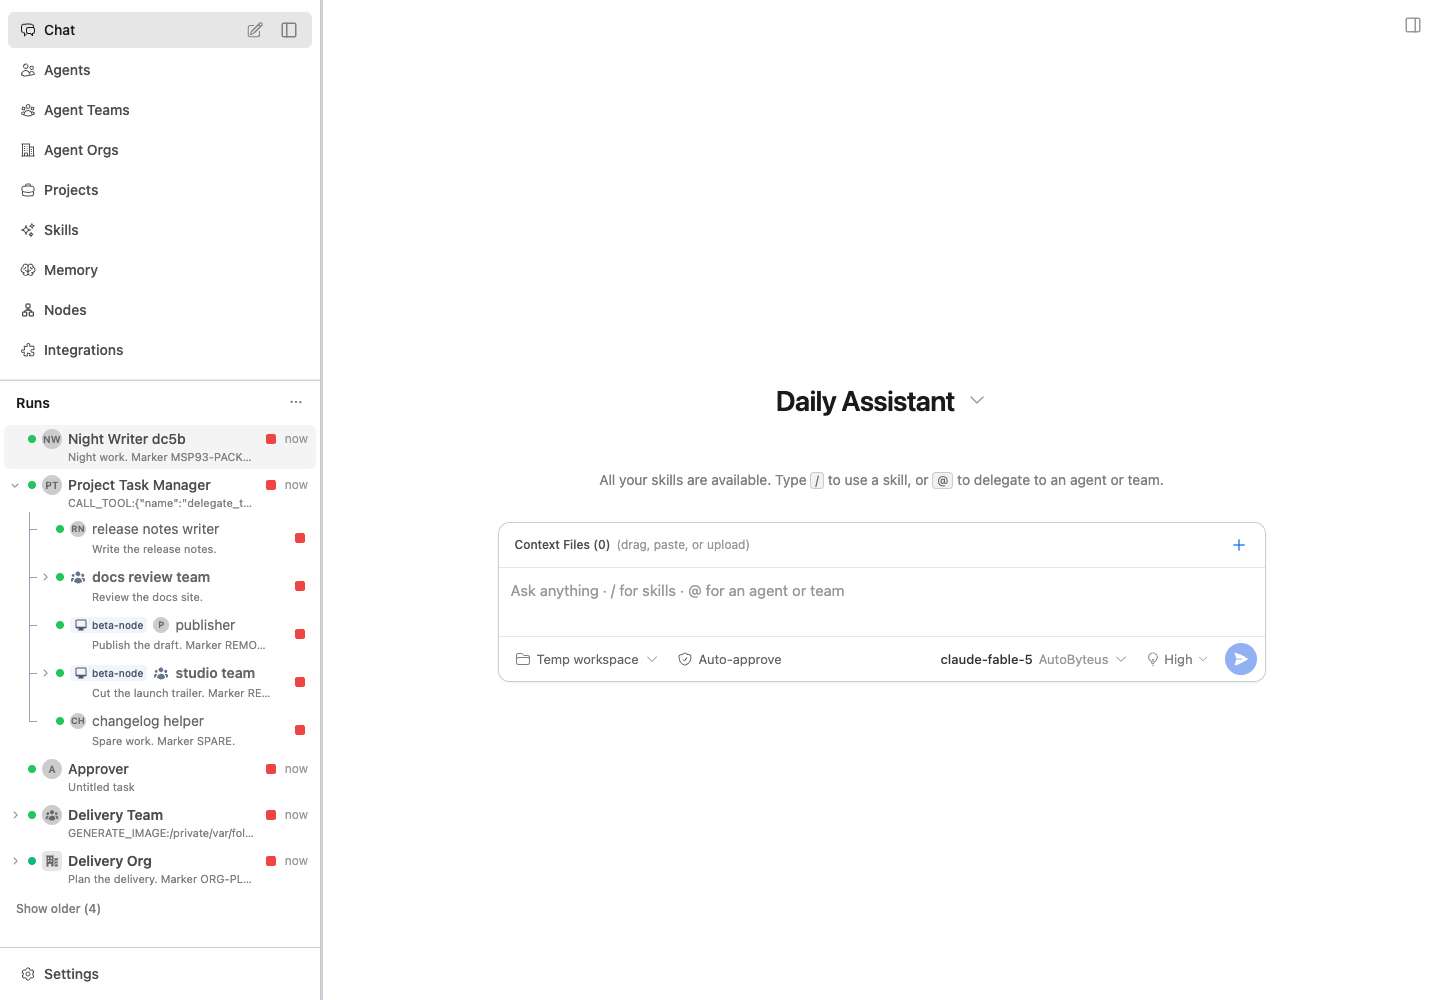 Chat
Agents
Agent Teams
Agent Orgs
Projects
Skills
Memory
Nodes
Integrations
Runs
NW Night Writer dc5b now
Night work. Marker MSP93-PACK...
PT Project Task Manager now
CALL_TOOL:{"name":"delegate_t...
RN release notes writer
Write the release notes.
docs review team
Review the docs site.
beta-node P publisher
Publish the draft. Marker REMO...
beta-node studio team
Cut the launch trailer. Marker RE...
CH changelog helper
Spare work. Marker SPARE.
A Approver now
Untitled task
Delivery Team now
GENERATE_IMAGE:/private/var/fol...
Delivery Org now
Plan the delivery. Marker ORG-PL...
Show older (4)
Settings
Daily Assistant
All your skills are available. Type / to use a skill, or @ to delegate to an agent or team.
Context Files (0) (drag, paste, or upload)
Ask anything · / for skills · @ for an agent or team
Temp workspace Auto-approve claude-fable-5 AutoByteus High